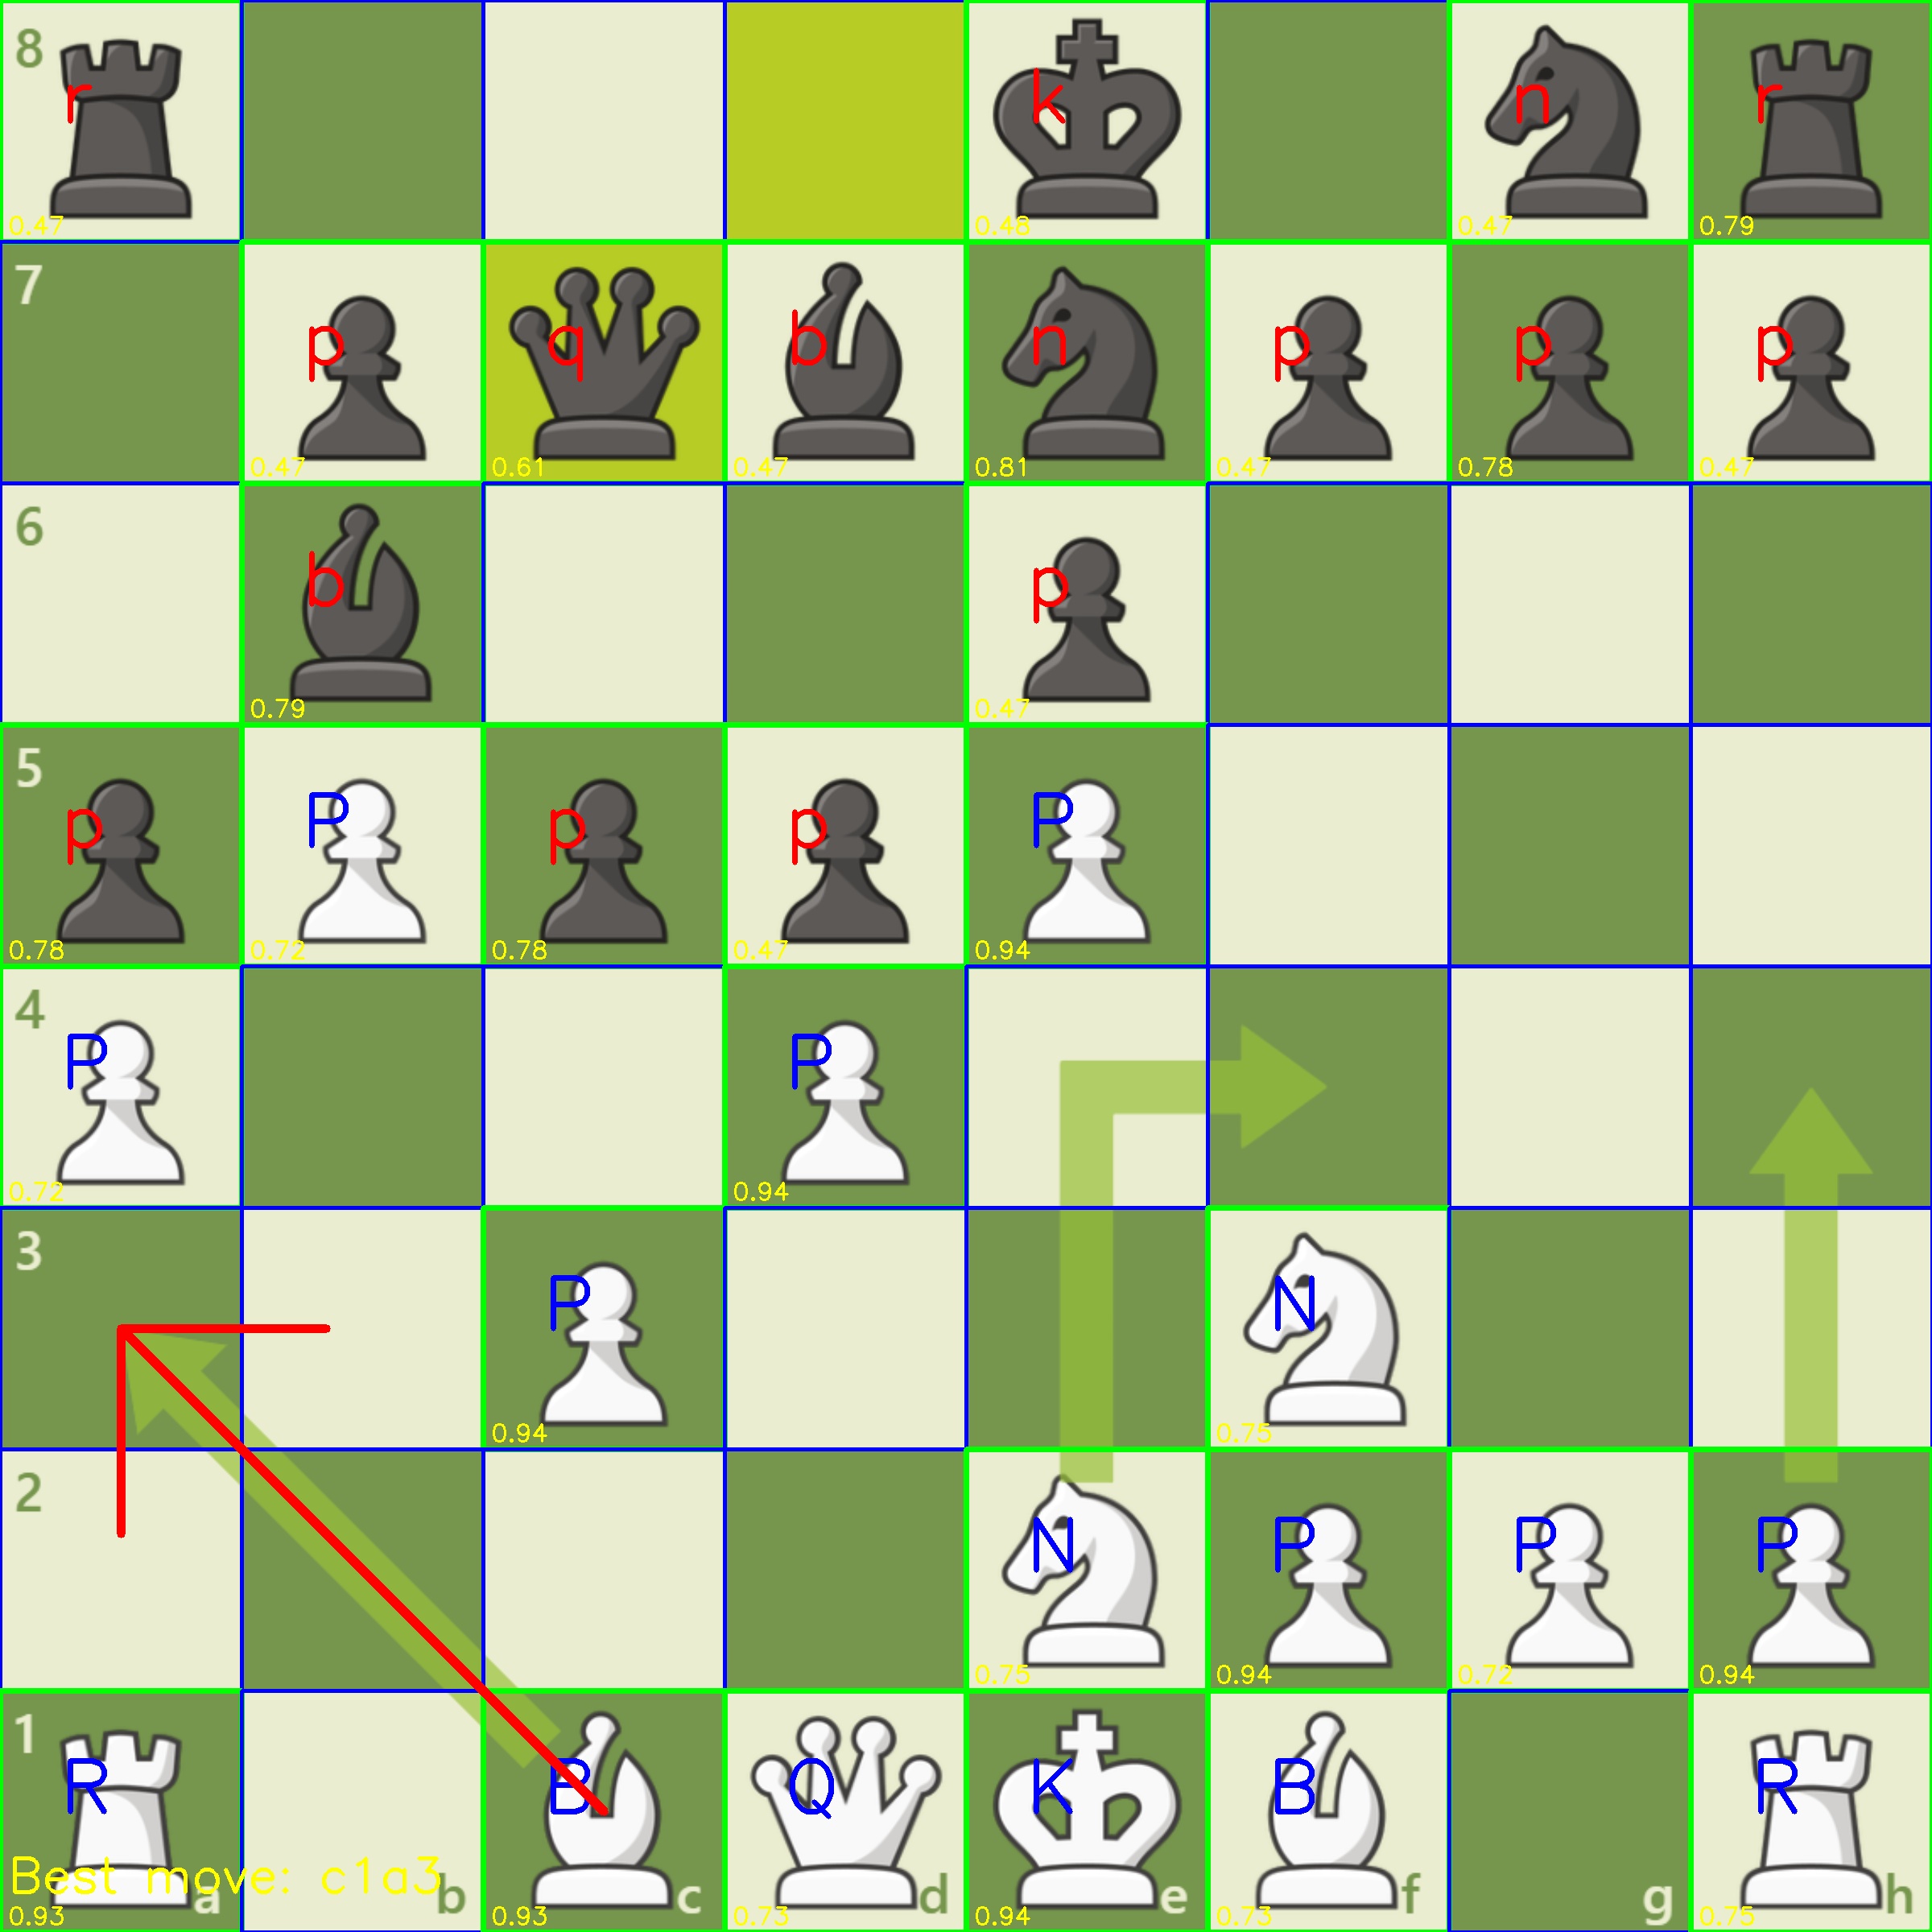 8 r k n r
0.47 0.48 0.47 0.79
7 p q b n p p p
0.47 0.61 0.47 0.81 0.47 0.78 0.47
6 b p
0.79 0.47
5 p P p p P
0.78 0.72 0.78 0.47 0.94
4 P P
0.72 0.94
3 P N
0.94 0.75
2 N P P P
0.75 0.94 0.72 0.94
1 R B Q K B R
Best move: c1a3
a b c d e f g h
0.93 0.93 0.73 0.94 0.73 0.75